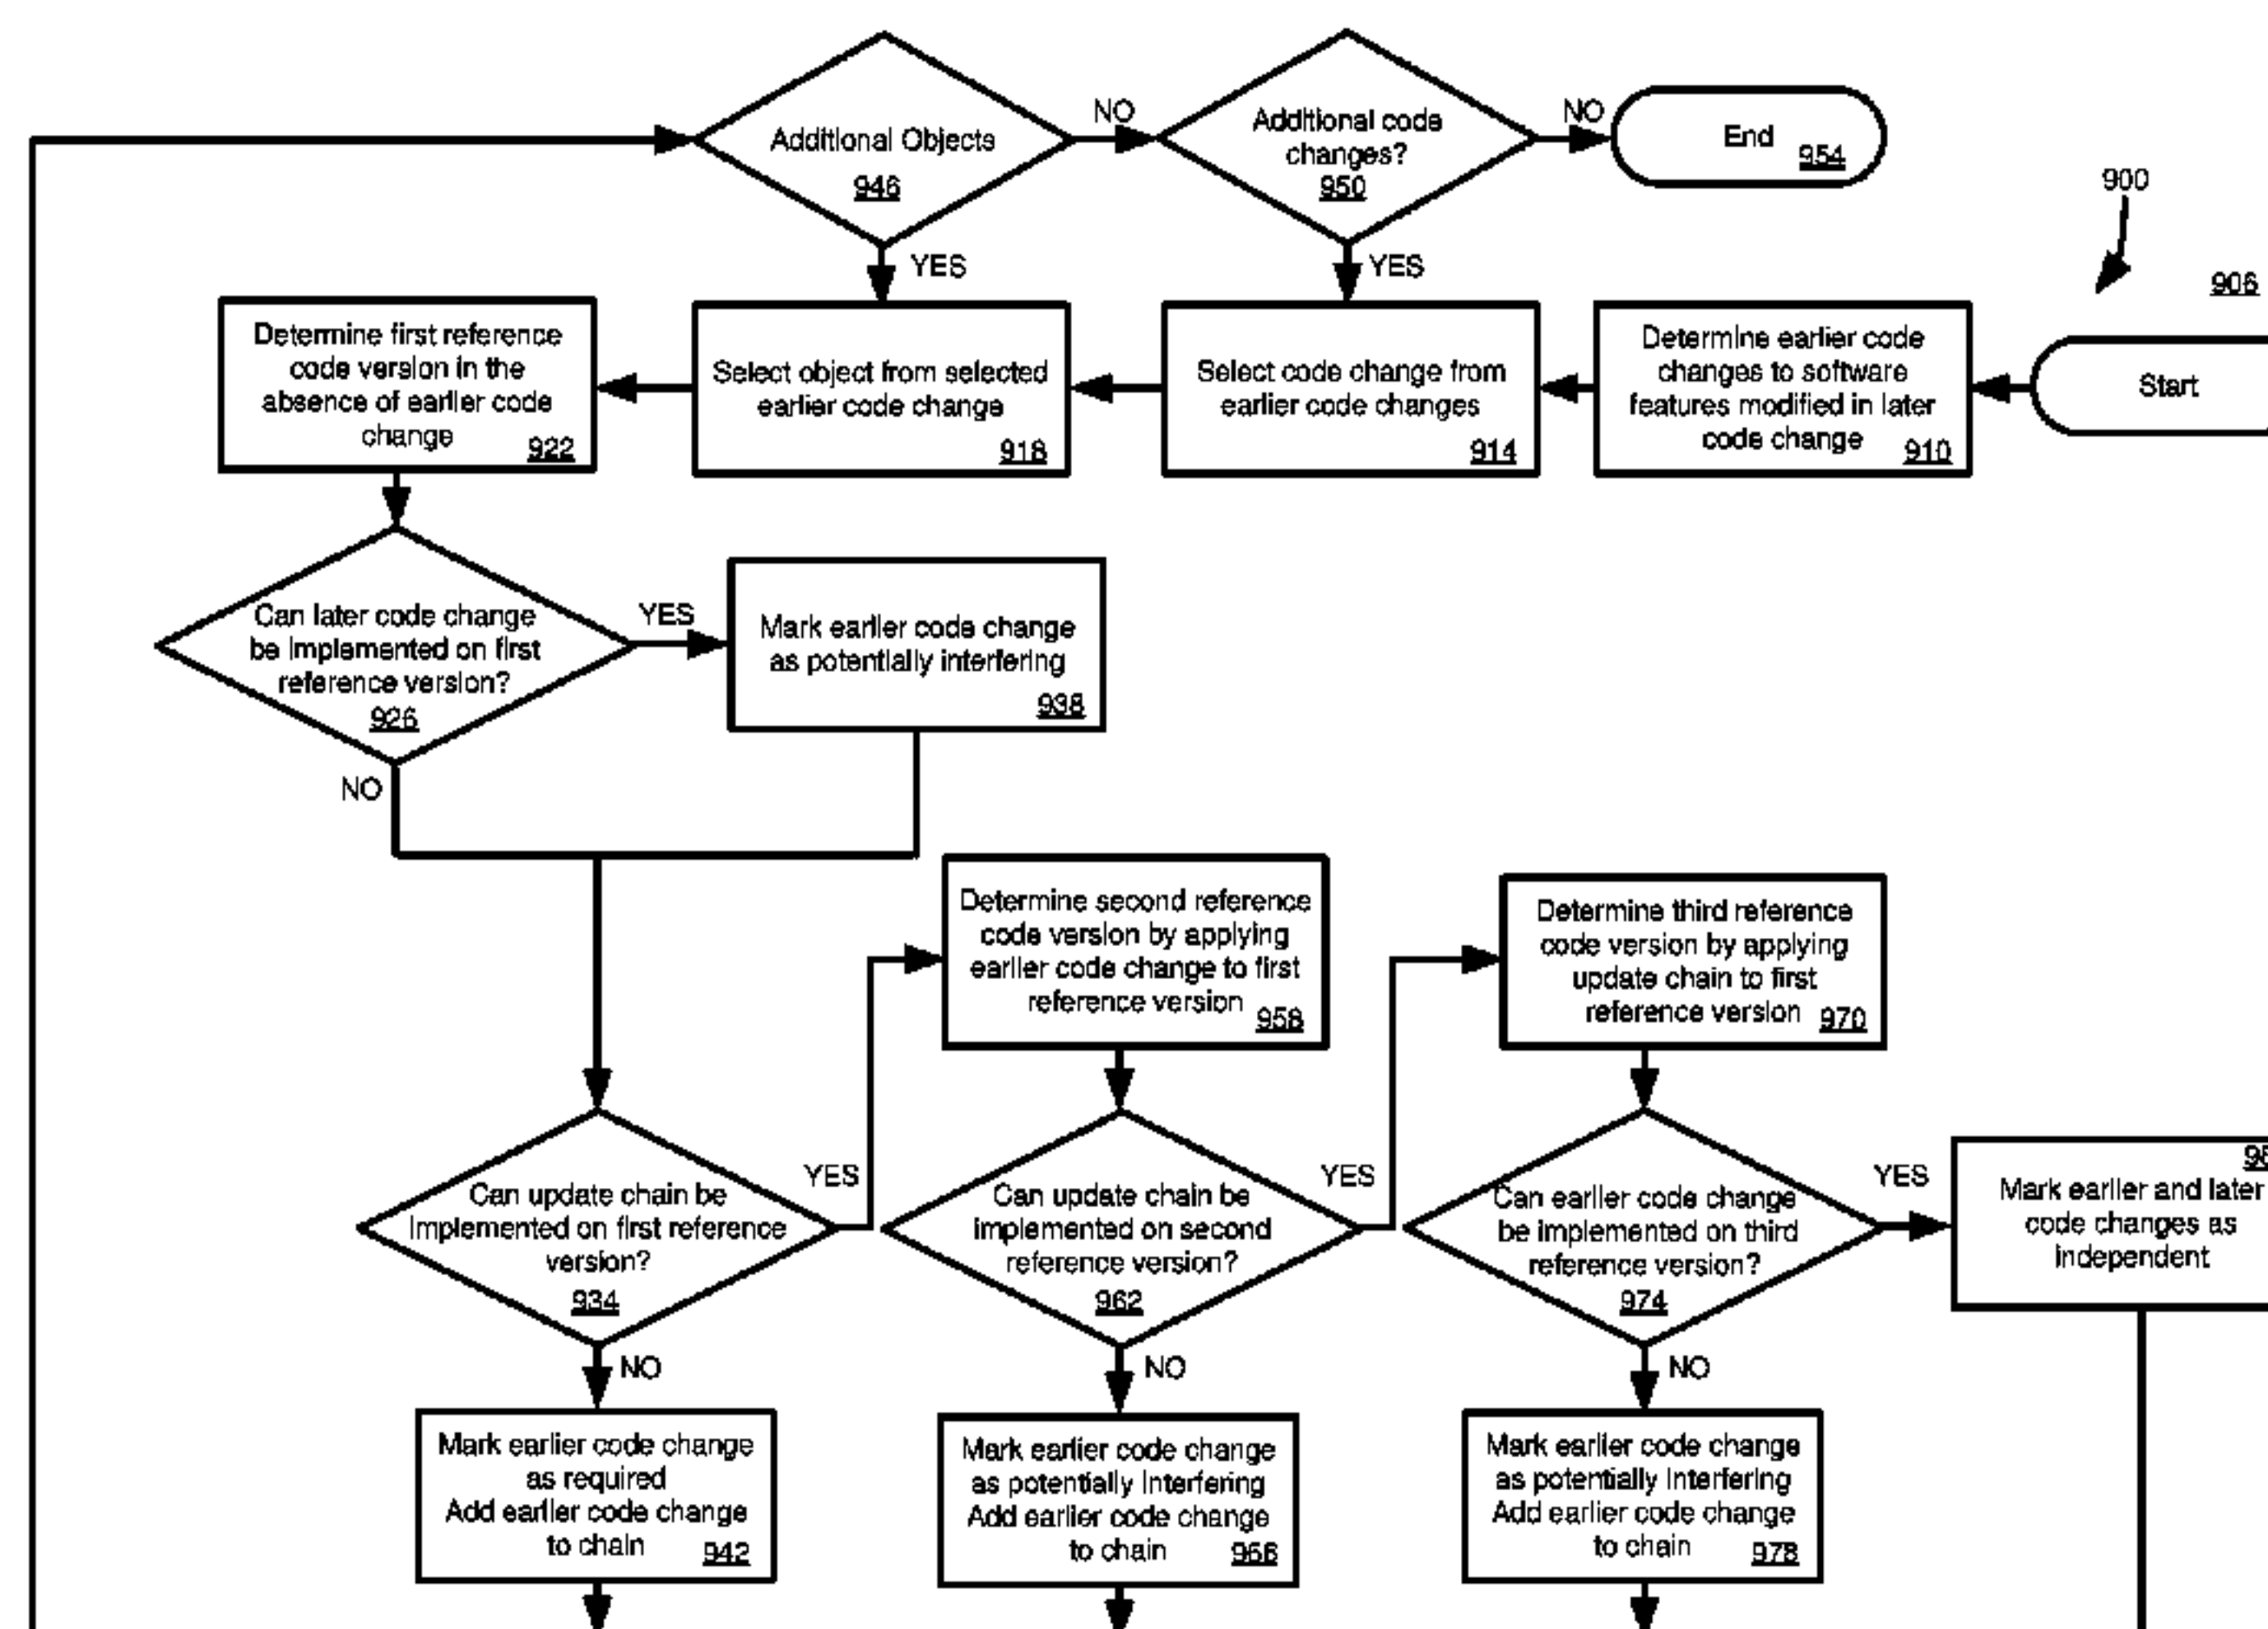 Additional Objects
946
NO
Additional code
changes?
950
NO
End
954
900
906
YES
YES
Determine first reference
code version in the
absence of earlier code
change
922
Select object from selected
earlier code change
918
Select code change from
earlier code changes
914
Determine earlier code
changes to software
features modified in later
code change
910
Start
Can later code change
be implemented on first
reference version?
926
YES
NO
Mark earlier code change
as potentially interfering
938
Determine second reference
code version by applying
earlier code change to first
reference version
958
Determine third reference
code version by applying
update chain to first
reference version
970
Can update chain be
implemented on first reference
version?
934
YES
NO
Can update chain be
implemented on second
reference version?
962
YES
NO
Can earlier code change
be implemented on third
reference version?
974
YES
NO
Mark earlier and later
code changes as
independent
Mark earlier code change
as required
Add earlier code change
to chain
942
Mark earlier code change
as potentially interfering
Add earlier code change
to chain
966
Mark earlier code change
as potentially interfering
Add earlier code change
to chain
978